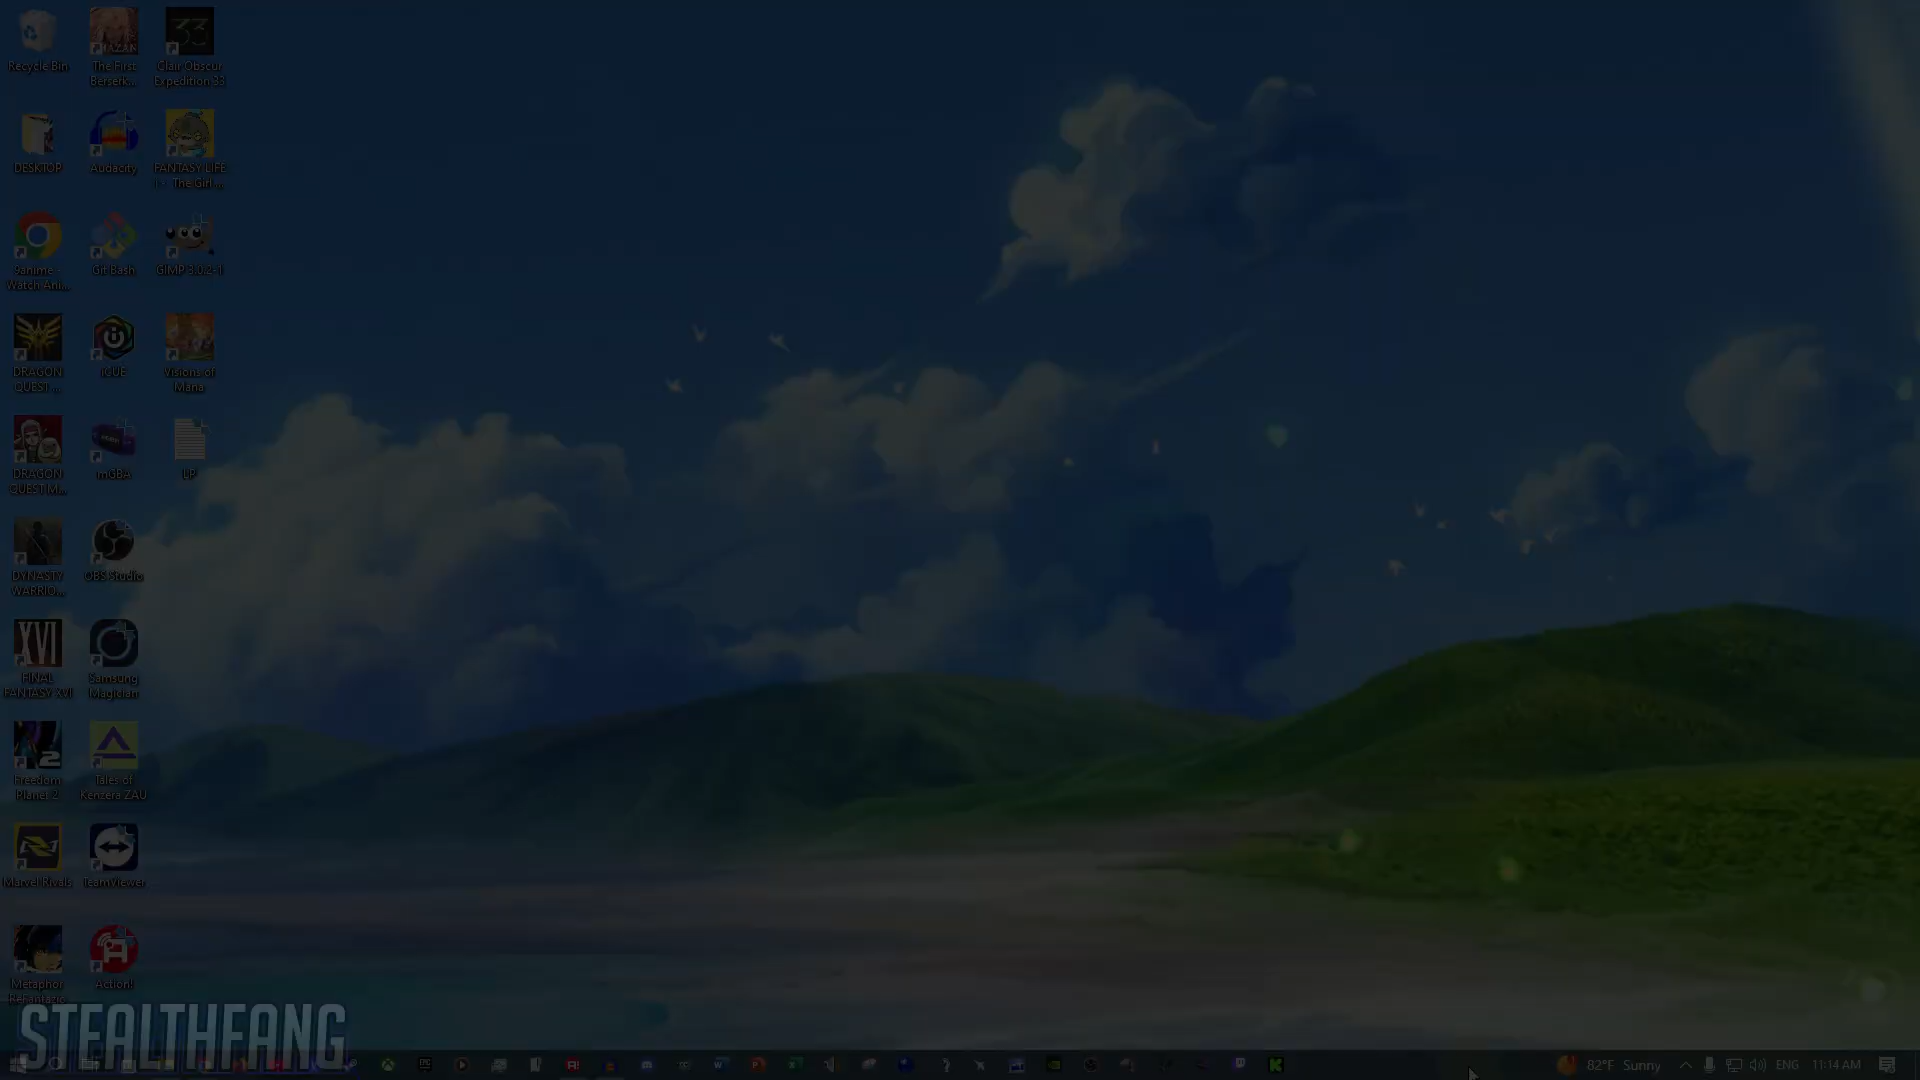 Recycle Bin
The First
Berserk...
Clair Obscur
Expedition 33
DESKTOP
Audacity
FANTASY LIFE
i - The Girl ...
9anime -
Watch Ani...
Git Bash
GIMP 3.0.2-1
DRAGON
QUEST ...
iCUE
Visions of
Mana
DRAGON
QUEST M...
mGBA
LP
DYNASTY
WARRIO...
OBS Studio
XVI
FINAL
FANTASY XVI
Samsung
Magician
2
Freedom
Planet 2
Tales of
Kenzera ZAU
Marvel Rivals
TeamViewer
Metaphor
ReFantazio
Action!
STEALTHFANG
82°F Sunny
ENG
11:14 AM